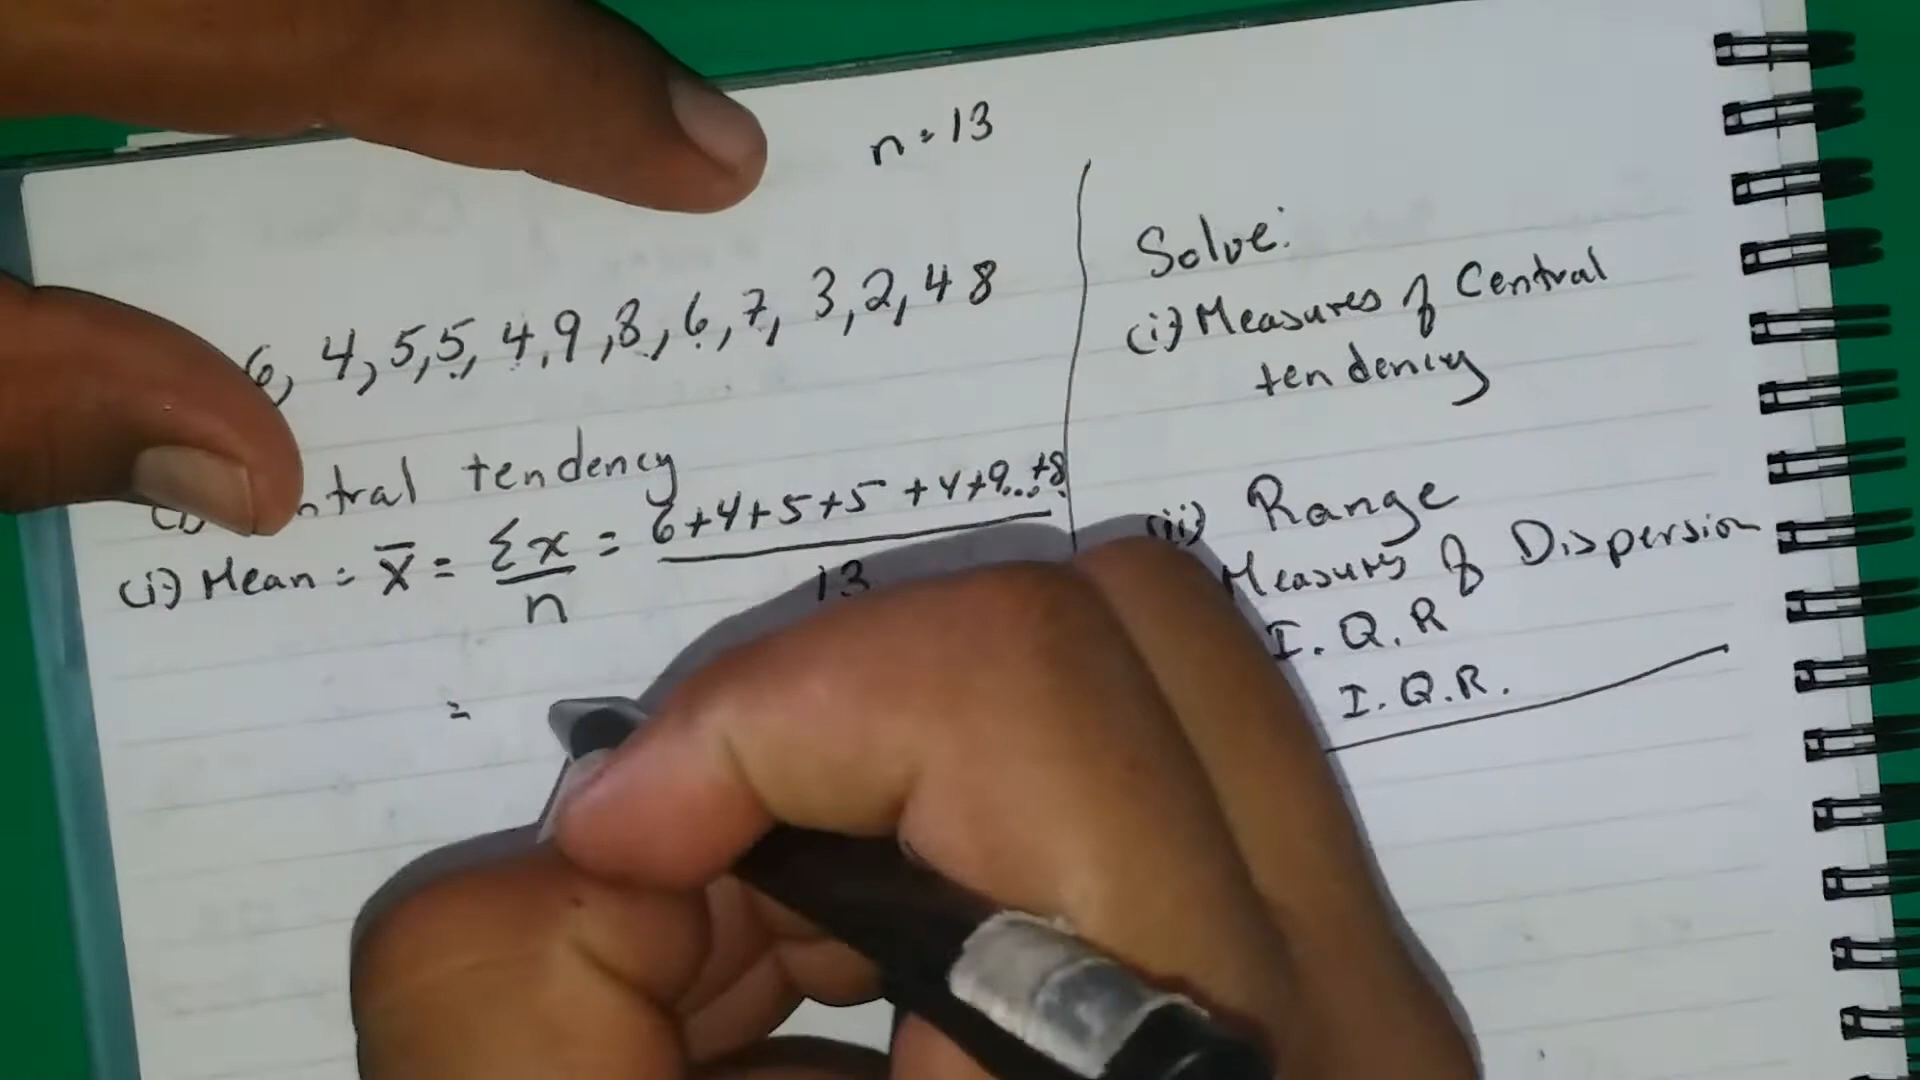 n = 13
6, 4, 5, 5, 4, 9, 8, 6, 7, 3, 2, 4 8
tendency
(i) Mean = x̄ = Σx/n = 6+4+5+5+4+9...+8/13
=
Solve:
(i) Measures of Central
tendency
(ii) Range
Measures of Dispersion
I. Q. R
I. Q. R.